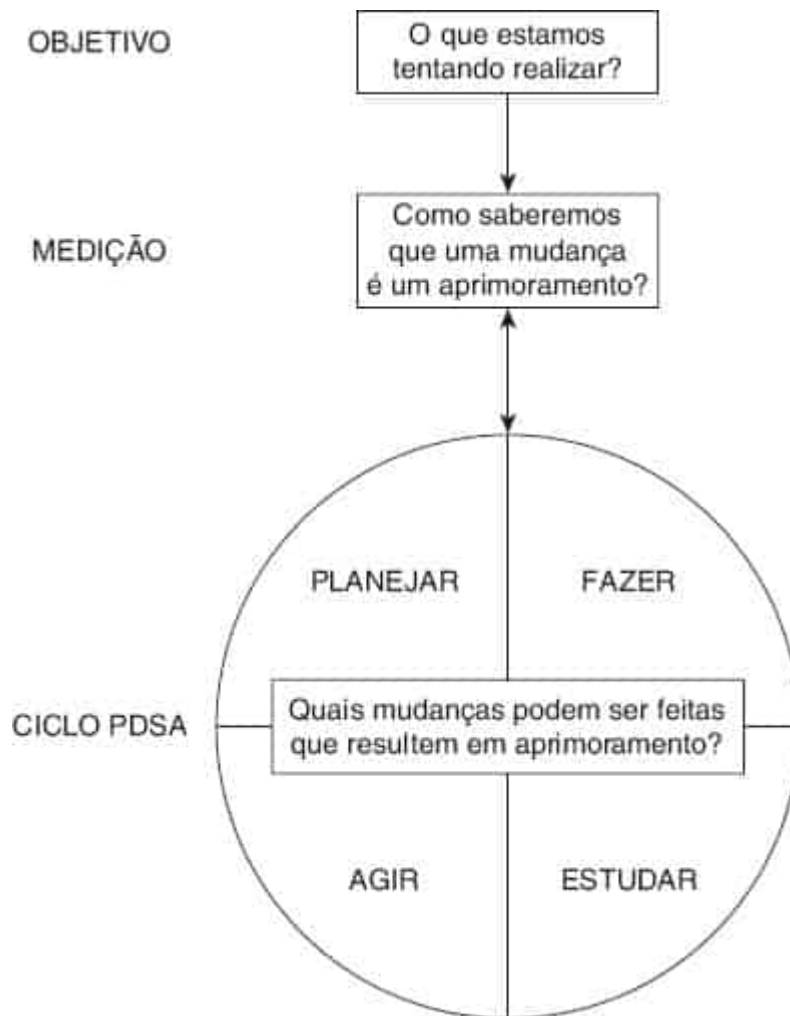 OBJETIVO
O que estamos
tentando realizar?
MEDIÇÃO
Como saberemos
que uma mudança
é um aprimoramento?
PLANEJAR
FAZER
CICLO PDSA
Quais mudanças podem ser feitas
que resultem em aprimoramento?
AGIR
ESTUDAR